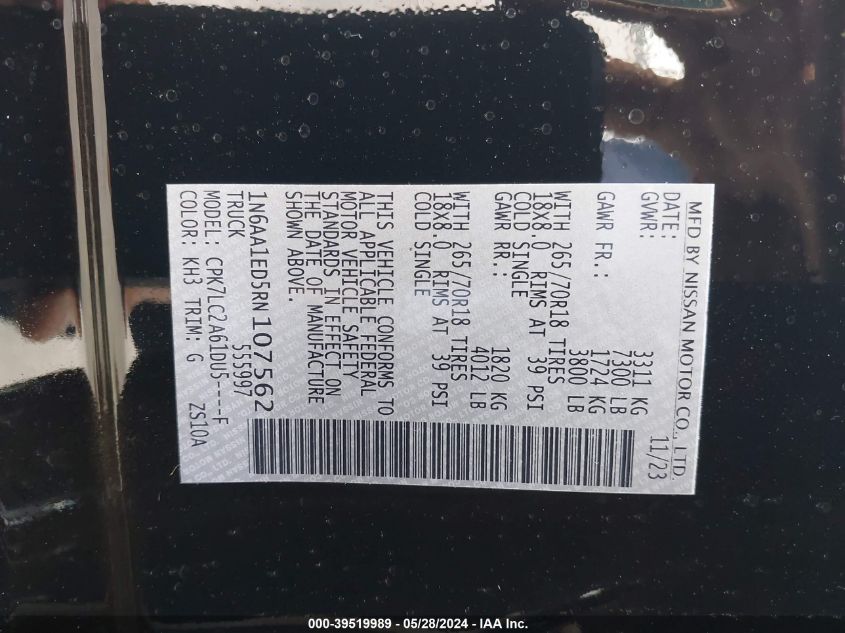 MFD BY NISSAN MOTOR CO., LTD.
DATE: 11/23
GVWR: 3311 KG
7300 LB
GAWR FR.: 1724 KG
3800 LB
WITH 265/70R18 TIRES
18X8.0 RIMS AT 39 PSI
COLD SINGLE
GAWR RR.: 1820 KG
4012 LB
WITH 265/70R18 TIRES
18X8.0 RIMS AT 39 PSI
COLD SINGLE
THIS VEHICLE CONFORMS TO
ALL APPLICABLE FEDERAL
MOTOR VEHICLE SAFETY
STANDARDS IN EFFECT ON
THE DATE OF MANUFACTURE
SHOWN ABOVE.
1N6AA1ED5RN107562
TRUCK 555997
MODEL: CPK7LC2A61DU5----F
COLOR: KH3 TRIM: G ZS10A
000-39519989 - 05/28/2024 - IAA Inc.